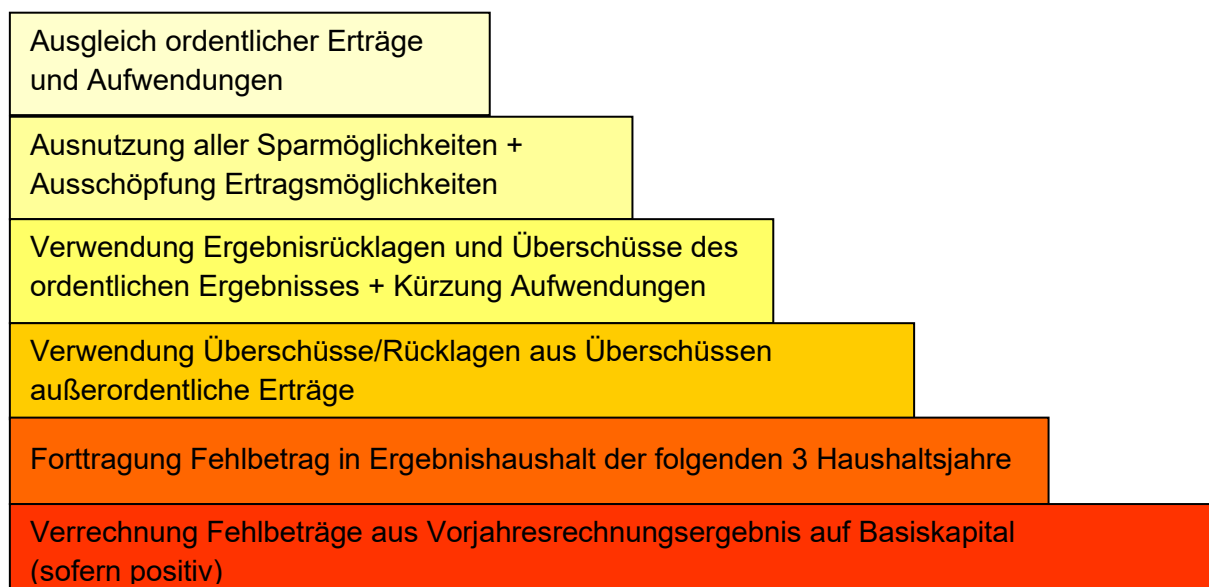 Ausgleich ordentlicher Erträge
und Aufwendungen
Ausnutzung aller Sparmöglichkeiten +
Ausschöpfung Ertragsmöglichkeiten
Verwendung Ergebnisrücklagen und Überschüsse des
ordentlichen Ergebnisses + Kürzung Aufwendungen
Verwendung Überschüsse/Rücklagen aus Überschüssen
außerordentliche Erträge
Forttragung Fehlbetrag in Ergebnishaushalt der folgenden 3 Haushaltsjahre
Verrechnung Fehlbeträge aus Vorjahresrechnungsergebnis auf Basiskapital
(sofern positiv)